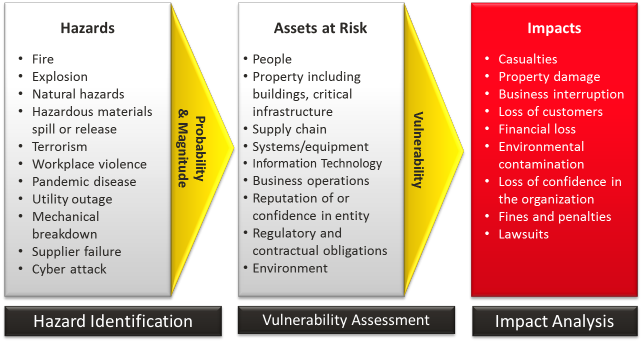 Hazards
• Fire
• Explosion
• Natural hazards
• Hazardous materials
spill or release
• Terrorism
• Workplace violence
• Pandemic disease
• Utility outage
• Mechanical
breakdown
• Supplier failure
• Cyber attack
Probability
& Magnitude
Assets at Risk
• People
• Property including
buildings, critical
infrastructure
• Supply chain
• Systems/equipment
• Information Technology
• Business operations
• Reputation of or
confidence in entity
• Regulatory and
contractual obligations
• Environment
Vulnerability
Impacts
• Casualties
• Property damage
• Business interruption
• Loss of customers
• Financial loss
• Environmental
contamination
• Loss of confidence in
the organization
• Fines and penalties
• Lawsuits
Hazard Identification
Vulnerability Assessment
Impact Analysis